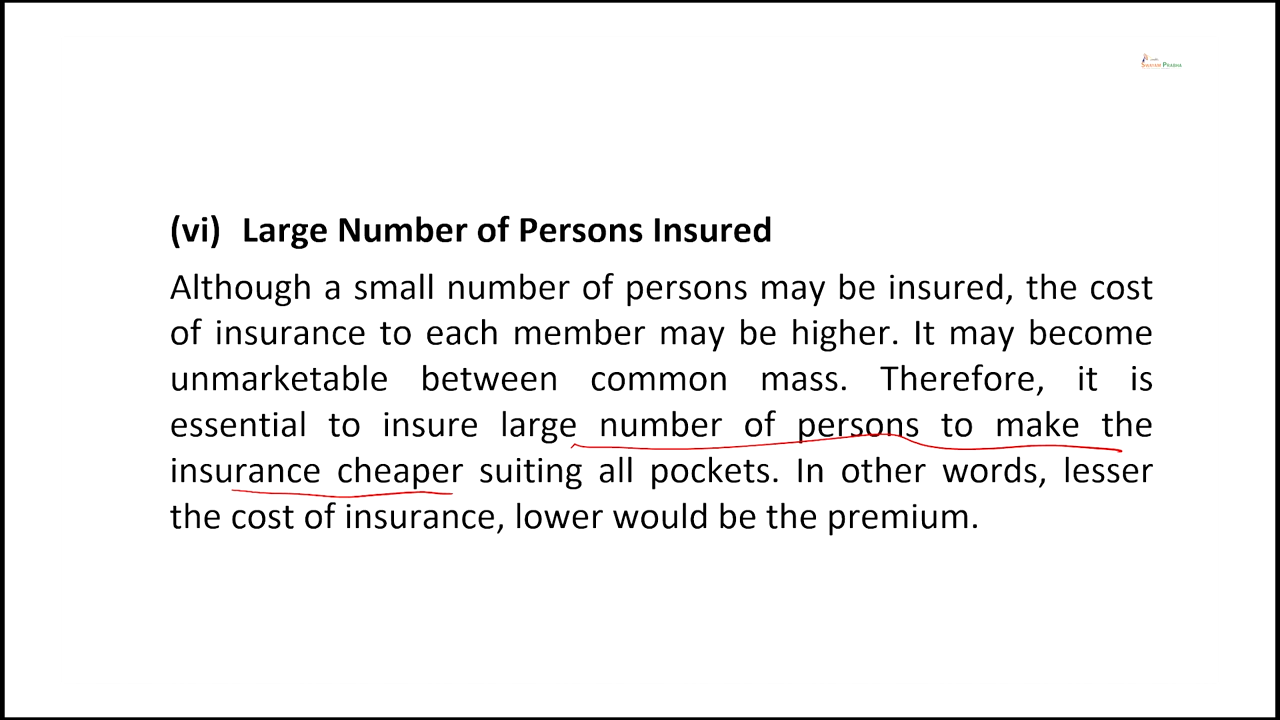 Swayam Prabha
(vi) Large Number of Persons Insured
Although a small number of persons may be insured, the cost
of insurance to each member may be higher. It may become
unmarketable between common mass. Therefore, it is
essential to insure large number of persons to make the
insurance cheaper suiting all pockets. In other words, lesser
the cost of insurance, lower would be the premium.